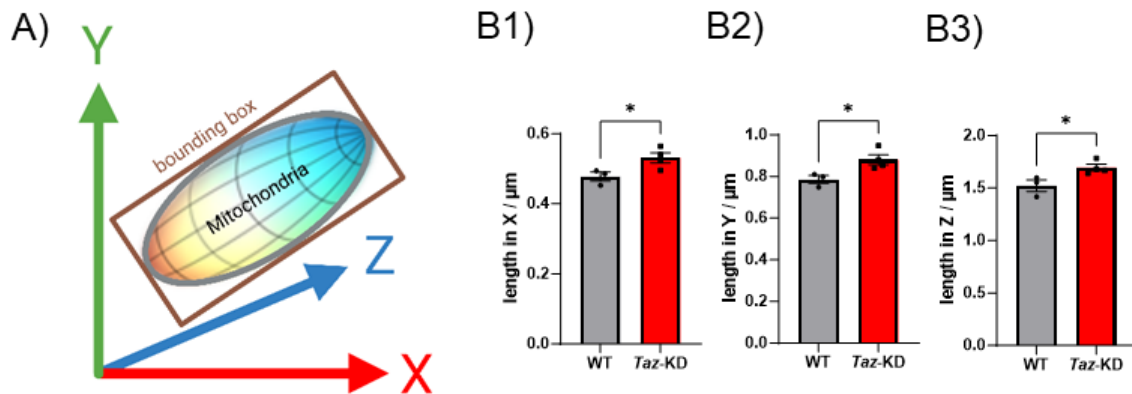 A)
Y
bounding box
Mitochondria
Z
X
B1)
*
length in X / µm
0.6
0.4
0.2
0.0
WT
Taz-KD
B2)
*
length in Y / µm
1.0
0.8
0.6
0.4
0.2
0.0
WT
Taz-KD
B3)
*
length in Z / µm
2.0
1.5
1.0
0.5
0.0
WT
Taz-KD